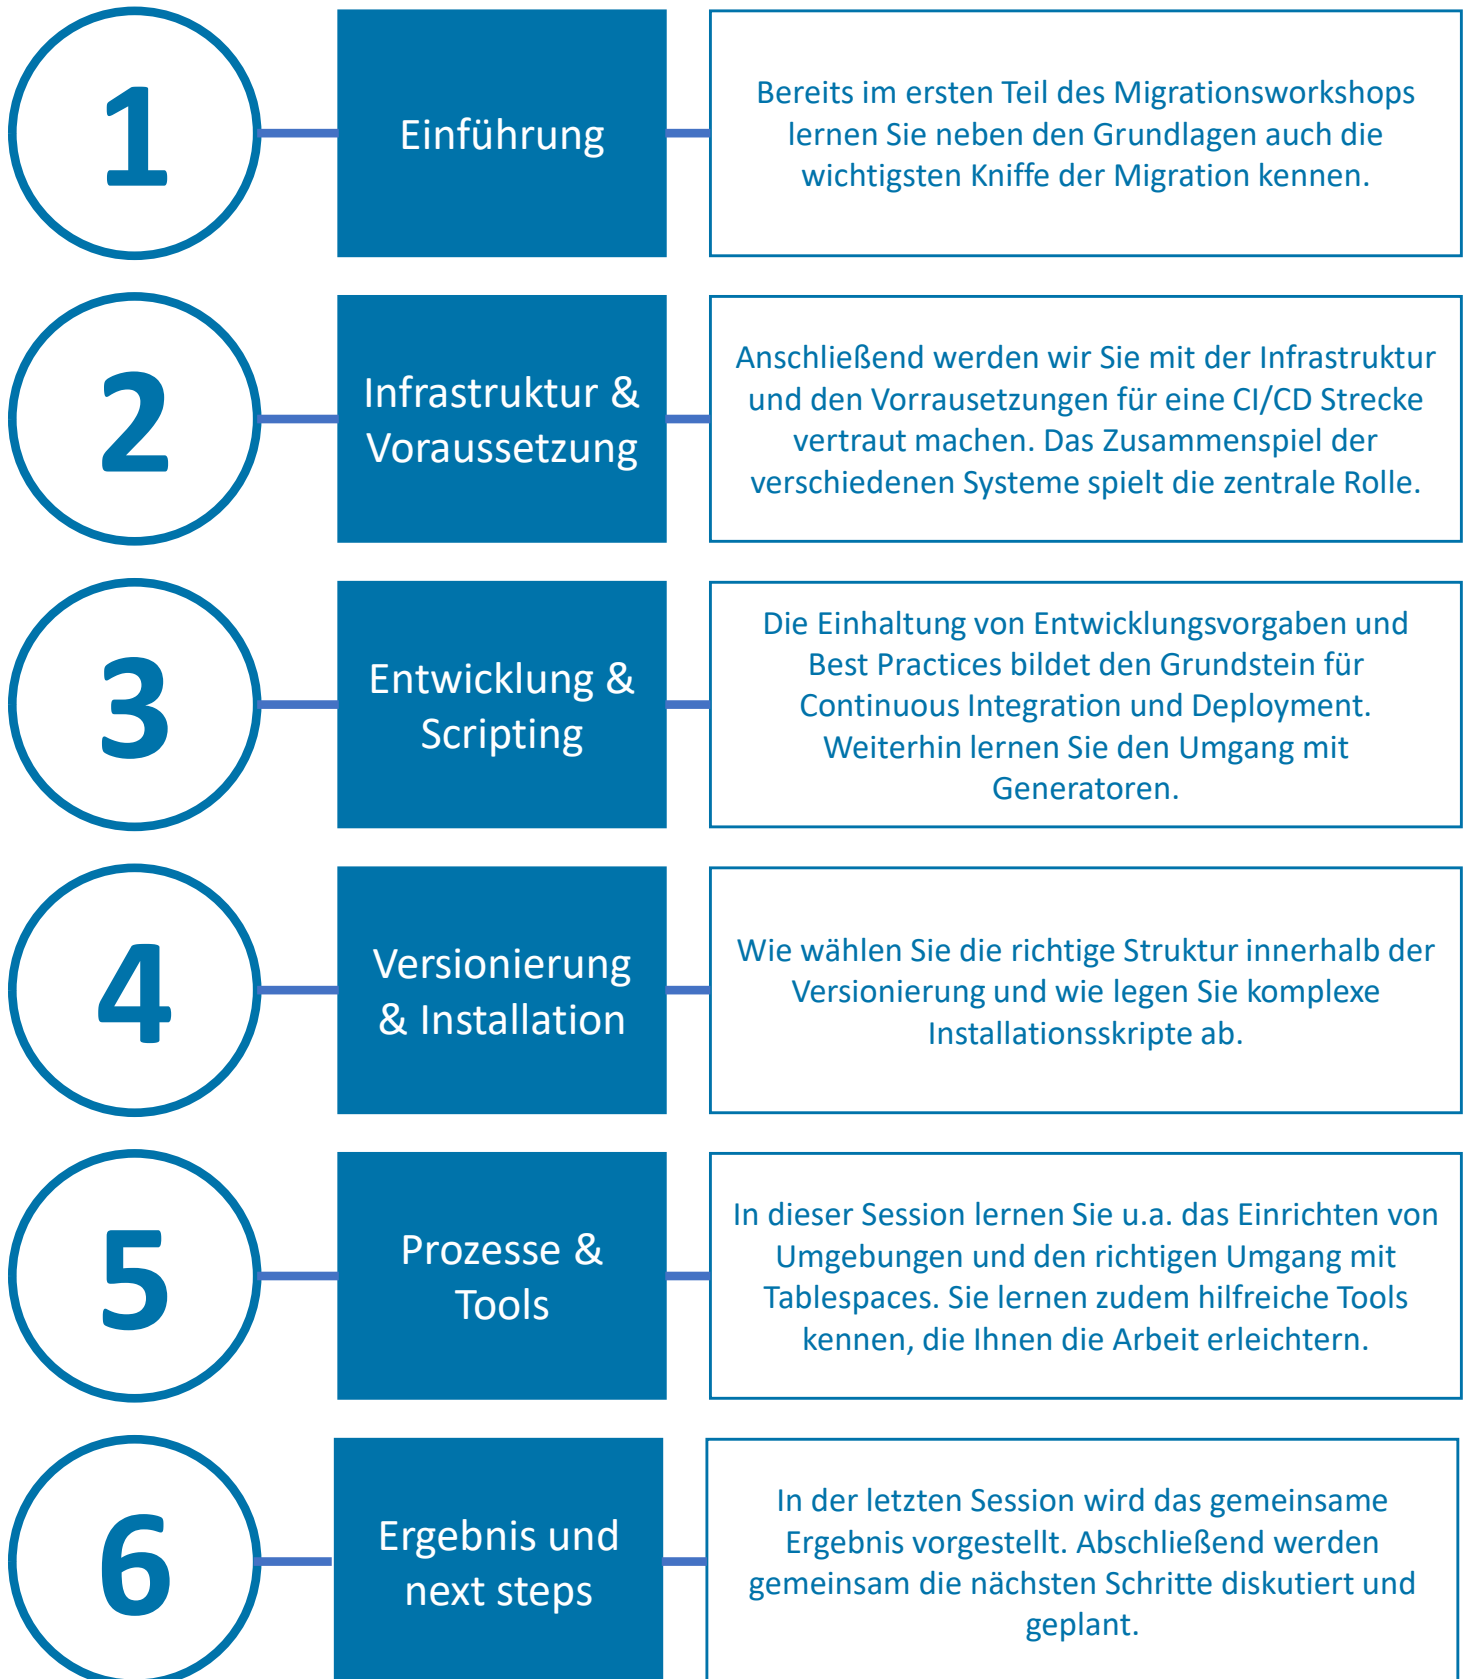 1
Einführung
Bereits im ersten Teil des Migrationsworkshops
lernen Sie neben den Grundlagen auch die
wichtigsten Kniffe der Migration kennen.
2
Infrastruktur &
Voraussetzung
Anschließend werden wir Sie mit der Infrastruktur
und den Vorrausetzungen für eine CI/CD Strecke
vertraut machen. Das Zusammenspiel der
verschiedenen Systeme spielt die zentrale Rolle.
3
Entwicklung &
Scripting
Die Einhaltung von Entwicklungsvorgaben und
Best Practices bildet den Grundstein für
Continuous Integration und Deployment.
Weiterhin lernen Sie den Umgang mit
Generatoren.
4
Versionierung
& Installation
Wie wählen Sie die richtige Struktur innerhalb der
Versionierung und wie legen Sie komplexe
Installationsskripte ab.
5
Prozesse &
Tools
In dieser Session lernen Sie u.a. das Einrichten von
Umgebungen und den richtigen Umgang mit
Tablespaces. Sie lernen zudem hilfreiche Tools
kennen, die Ihnen die Arbeit erleichtern.
6
Ergebnis und
next steps
In der letzten Session wird das gemeinsame
Ergebnis vorgestellt. Abschließend werden
gemeinsam die nächsten Schritte diskutiert und
geplant.